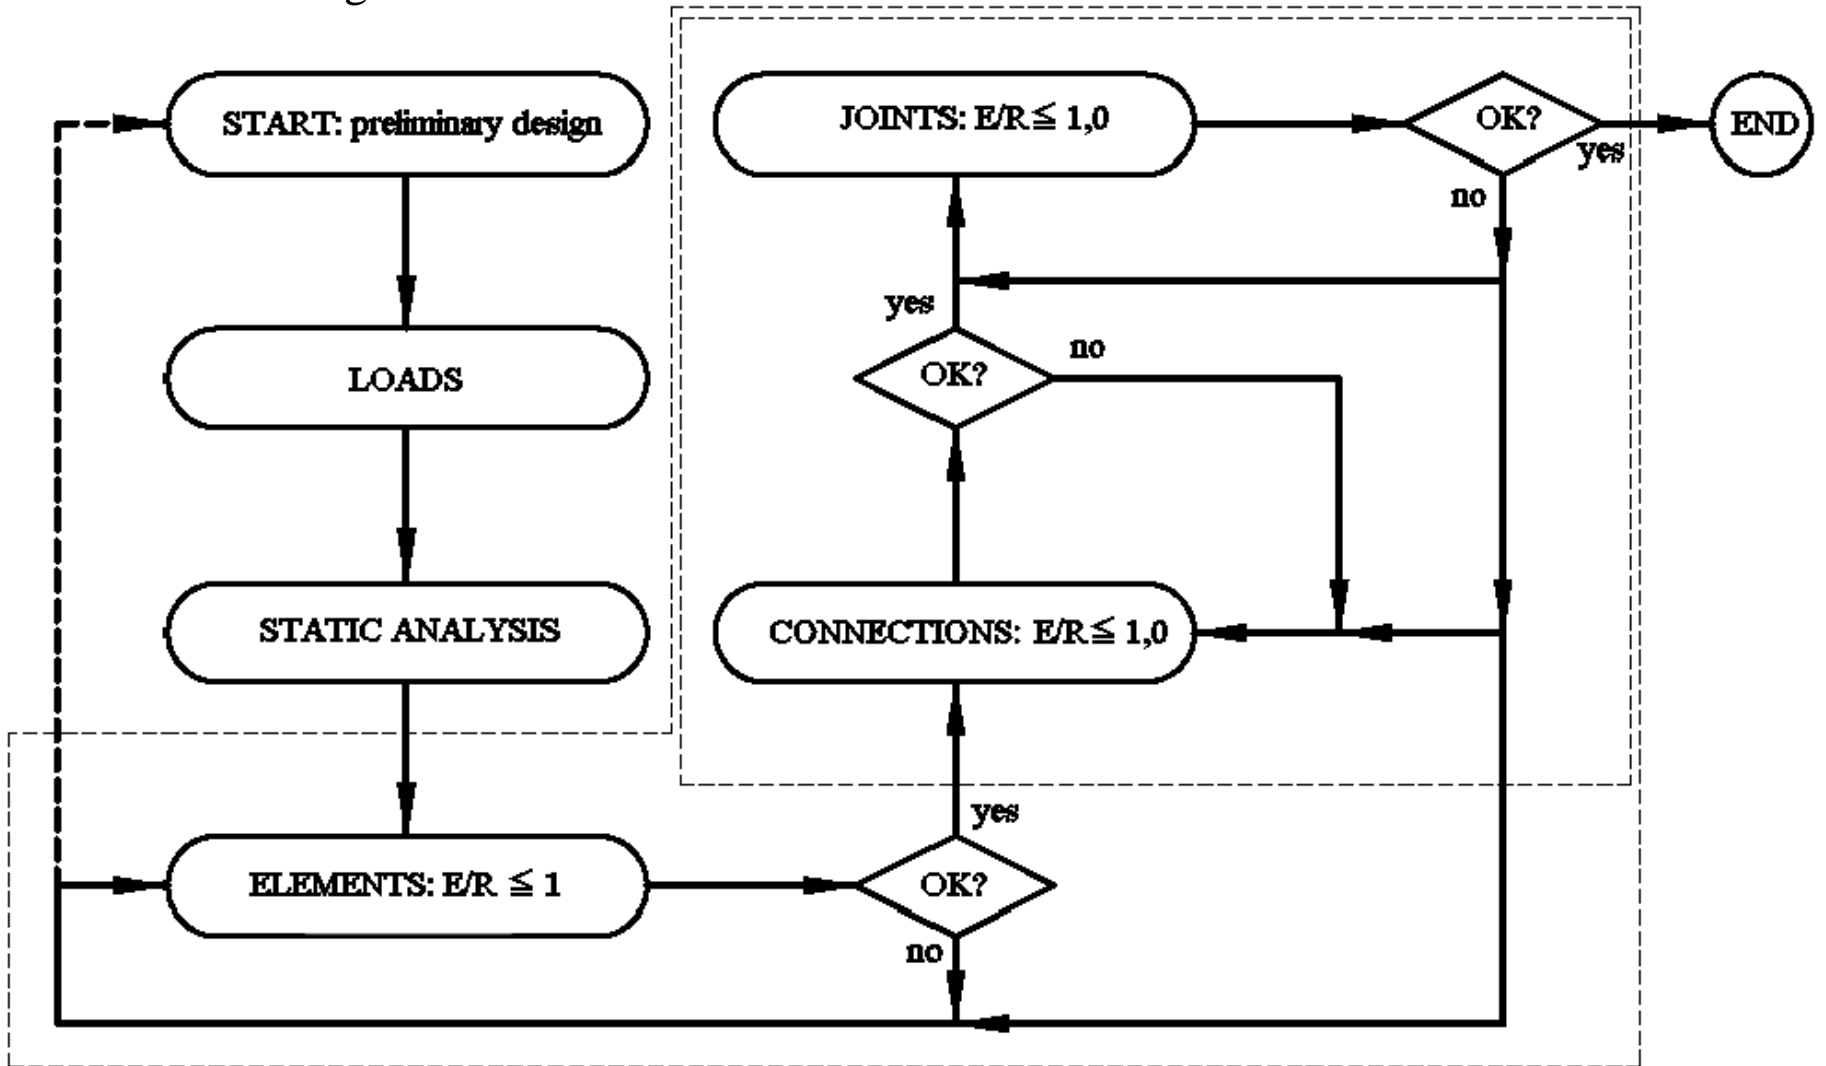 START: preliminary design
LOADS
STATIC ANALYSIS
ELEMENTS: E/R ≦ 1
OK?
no
yes
CONNECTIONS: E/R ≦ 1,0
OK?
no
yes
JOINTS: E/R ≦ 1,0
OK?
no
yes
END